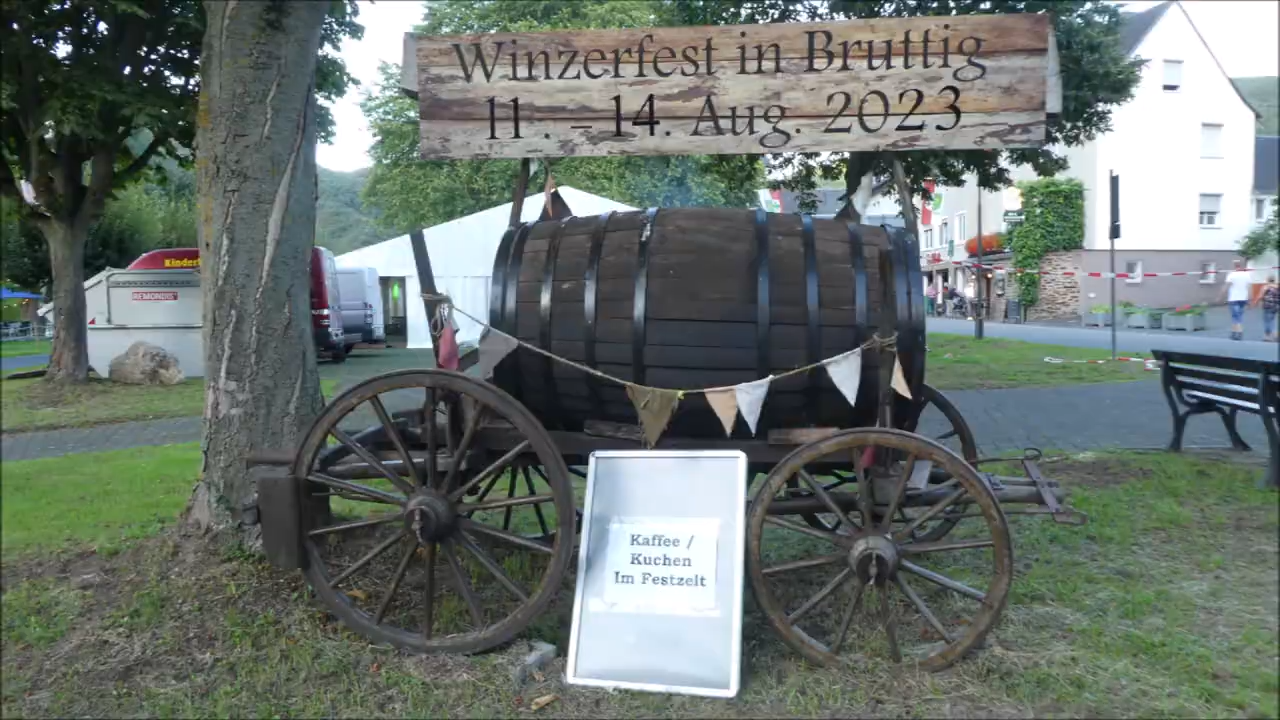 Winzerfest in Bruttig
11. - 14. Aug. 2023
Kinder
REMONDIS
Kaffee /
Kuchen
Im Festzelt